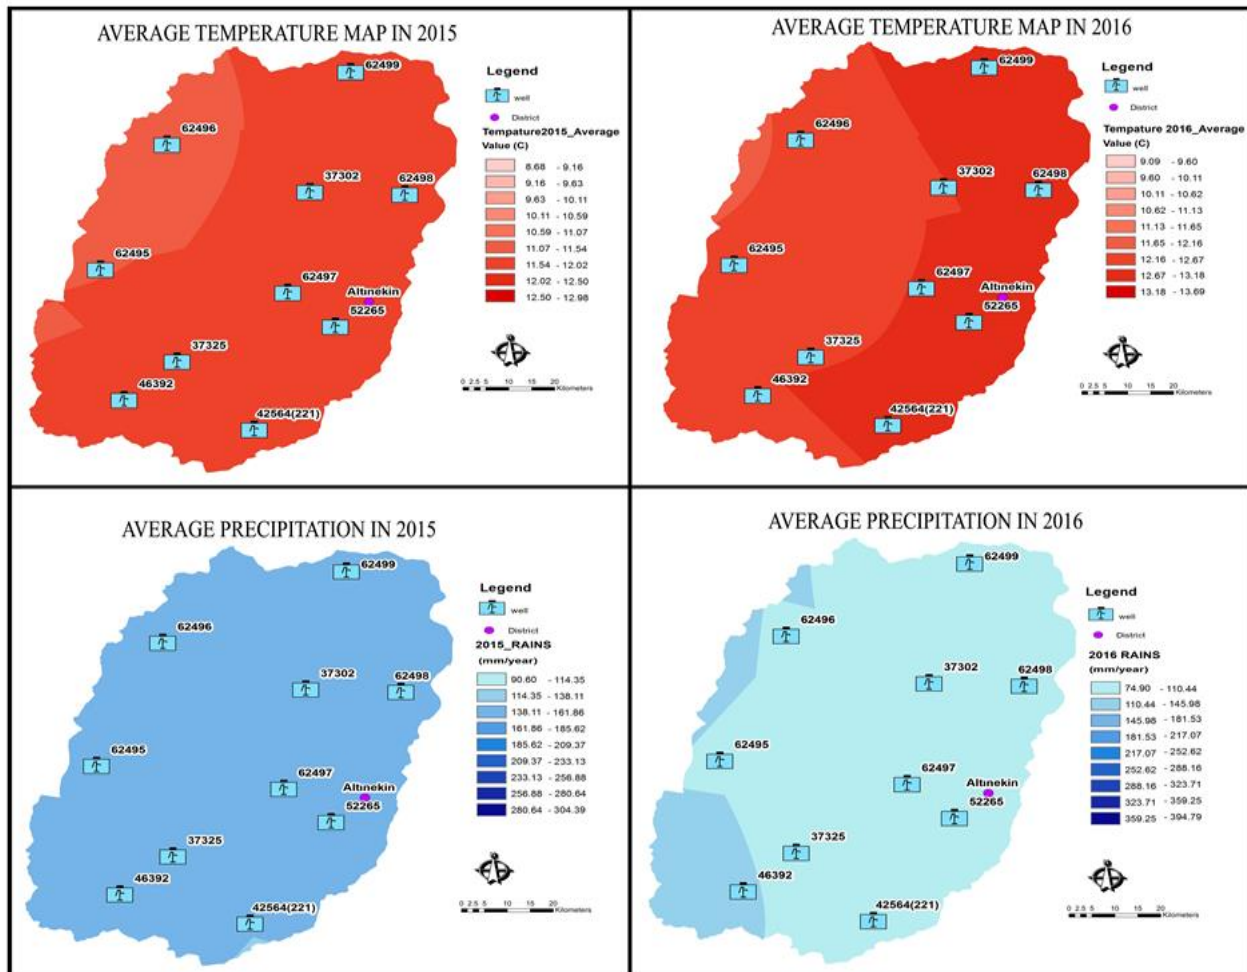 AVERAGE TEMPERATURE MAP IN 2015
62499
62496
37302
62498
62495
62497
Altınekin
52265
37325
46392
42564(221)
Legend
well
District
Tempature2015_Average
Value (C)
8.68 - 9.16
9.16 - 9.63
9.63 - 10.11
10.11 - 10.59
10.59 - 11.07
11.07 - 11.54
11.54 - 12.02
12.02 - 12.50
12.50 - 12.98
0 2.5 5 10 15 20
Kilometers
AVERAGE TEMPERATURE MAP IN 2016
62499
62496
37302
62498
62495
62497
Altınekin
52265
37325
46392
42564(221)
Legend
well
District
Tempature 2016_Average
Value (C)
9.09 - 9.60
9.60 - 10.11
10.11 - 10.62
10.62 - 11.13
11.13 - 11.65
11.65 - 12.16
12.16 - 12.67
12.67 - 13.18
13.18 - 13.69
0 2.5 5 10 15 20
Kilometers
AVERAGE PRECIPITATION IN 2015
62499
62496
37302
62498
62495
62497
Altınekin
52265
37325
46392
42564(221)
Legend
well
District
2015_RAINS
(mm/year)
90.60 - 114.35
114.35 - 138.11
138.11 - 161.86
161.86 - 185.62
185.62 - 209.37
209.37 - 233.13
233.13 - 256.88
256.88 - 280.64
280.64 - 304.39
0 2.5 5 10 15 20
Kilometers
AVERAGE PRECIPITATION IN 2016
62499
62496
37302
62498
62495
62497
Altınekin
52265
37325
46392
42564(221)
Legend
well
District
2016 RAINS
(mm/year)
74.90 - 110.44
110.44 - 145.98
145.98 - 181.53
181.53 - 217.07
217.07 - 252.62
252.62 - 288.16
288.16 - 323.71
323.71 - 359.25
359.25 - 394.79
0 2.5 5 10 15 20
Kilometers